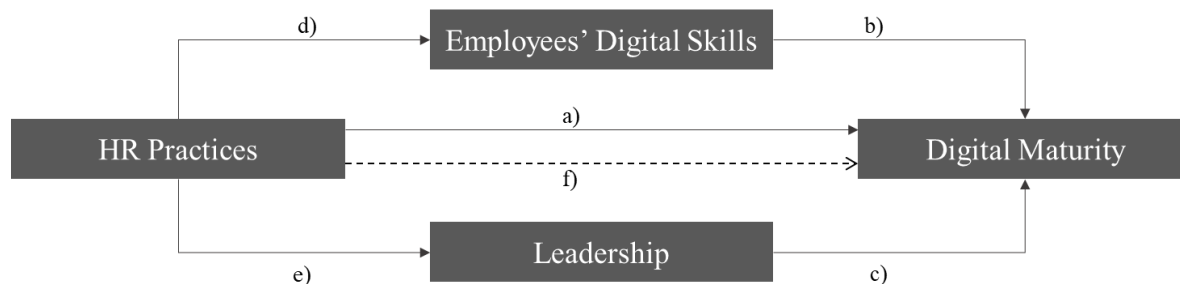 d)
Employees’ Digital Skills
b)
a)
HR Practices
Digital Maturity
f)
Leadership
e)
c)